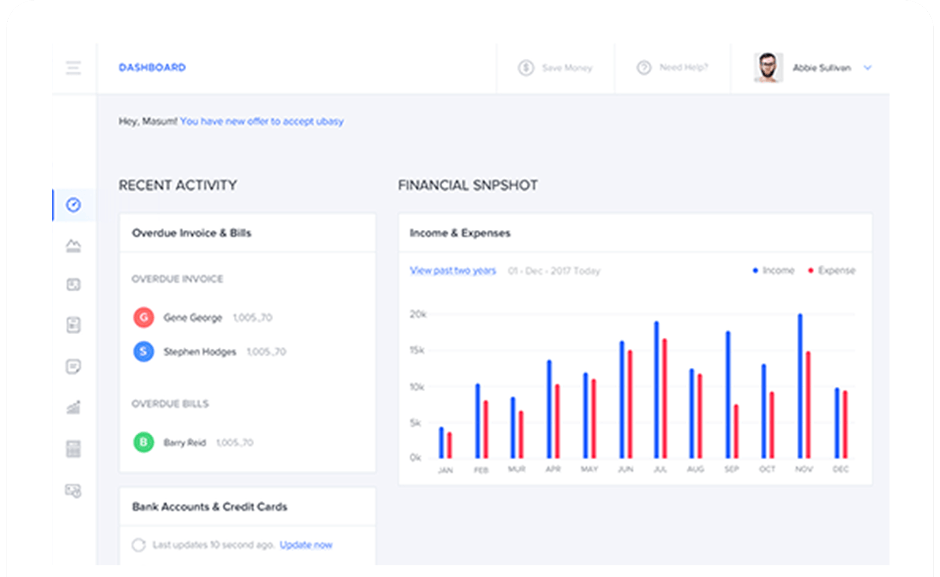 DASHBOARD
Save Money
Need Help?
Abbie Sullivan
Hey, Masum! You have new offer to accept ubasy
RECENT ACTIVITY
Overdue Invoice & Bills
OVERDUE INVOICE
G Gene George 1,005.,70
S Stephen Hodges 1,005.,70
OVERDUE BILLS
B Barry Reid 1,005.,70
Bank Accounts & Credit Cards
Last updates 10 second ago. Update now
FINANCIAL SNPSHOT
Income & Expenses
View past two years 01 - Dec - 2017 Today
Income Expense
20k
15k
10k
5k
0k
JAN FEB MUR APR MAY JUN JUL AUG SEP OCT NOV DEC